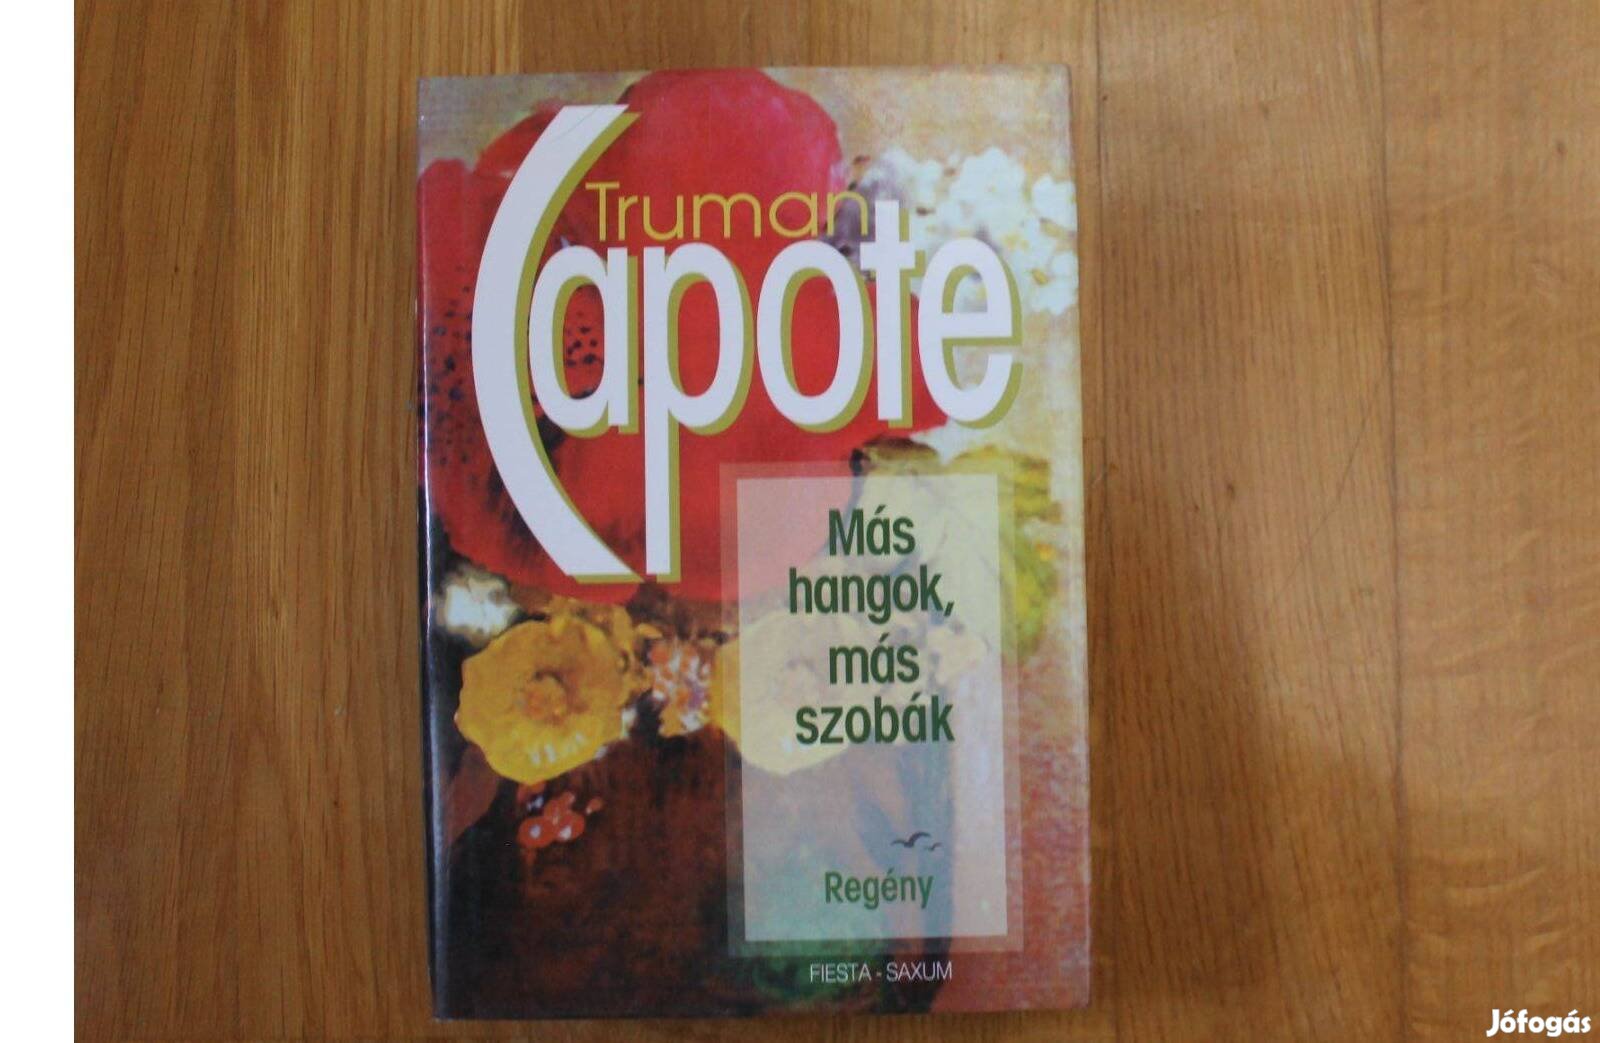 Truman
Capote
Más
hangok,
más
szobák
Regény
FIESTA - SAXUM
Jófogás